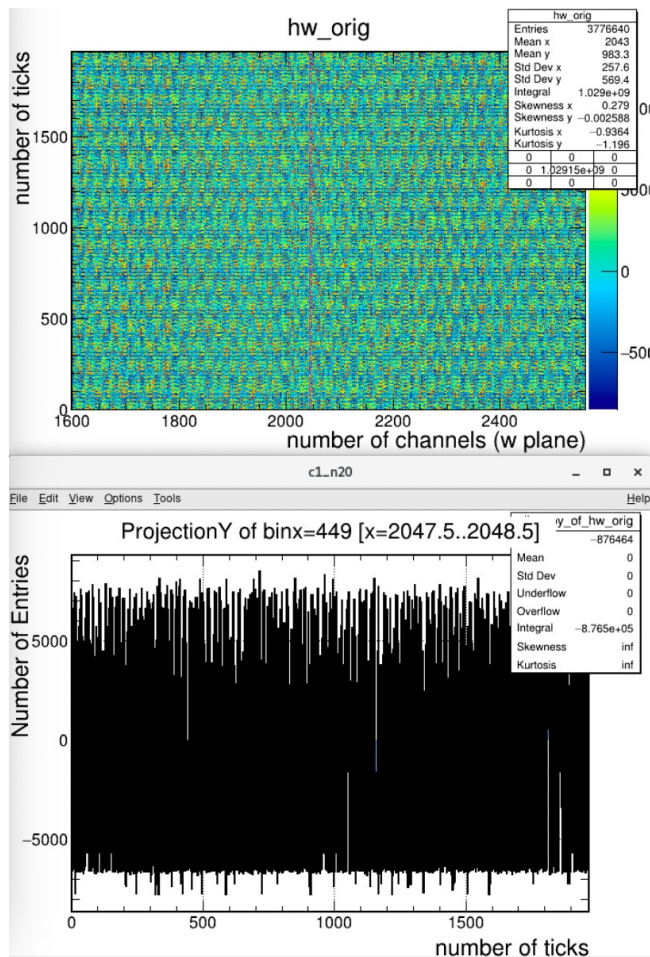 hw_orig
hw_orig
Entries 3776640
Mean x 2043
Mean y 983.3
Std Dev x 257.6
Std Dev y 569.4
Integral 1.029e+09
Skewness x 0.279
Skewness y −0.002588
Kurtosis x −0.9364
Kurtosis y −1.196
0 0 0
0 1.02915e+09 0
0 0 0
number of ticks
1500
1000
500
0
0
1600 1800 2000 2200 2400
number of channels (w plane)
c1_n20
File Edit View Options Tools Help
ProjectionY of binx=449 [x=2047.5..2048.5]
y_of_hw_orig
−876464
Mean 0
Std Dev 0
Underflow 0
Overflow 0
Integral −8.765e+05
Skewness inf
Kurtosis inf
Number of Entries
5000
0
−5000
0 500 1000 1500
number of ticks